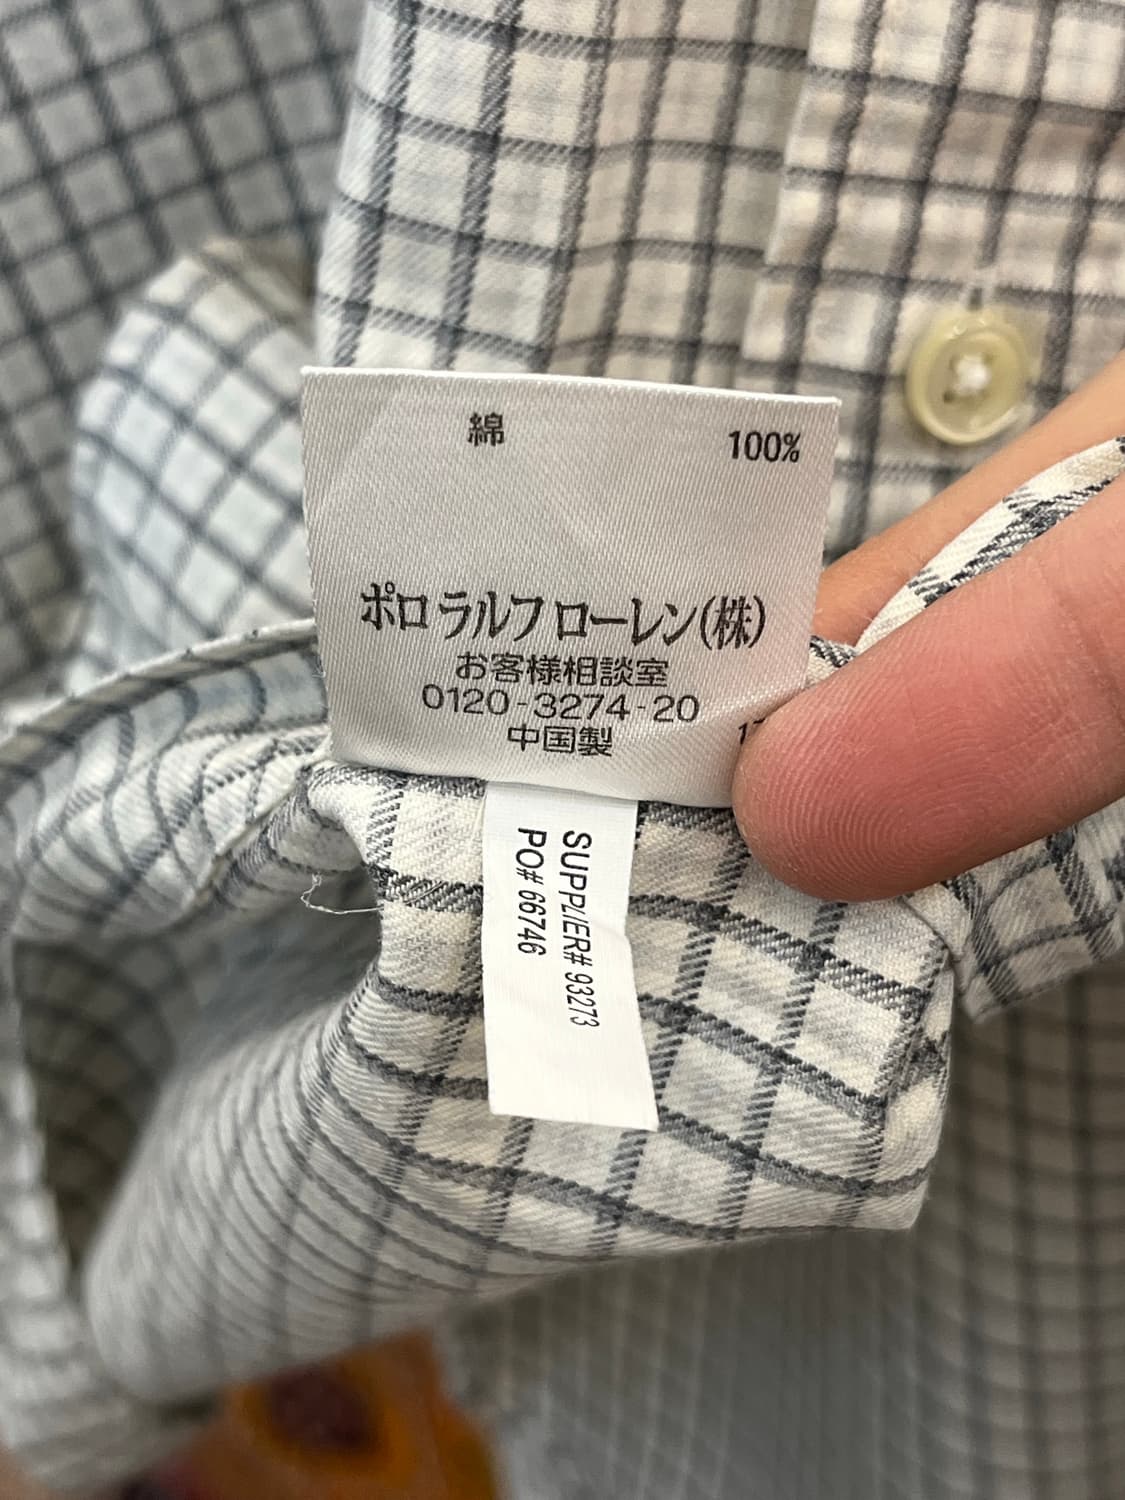 綿 100%
ポロ ラルフ ローレン(株)
お客様相談室
0120-3274-20
中国製
SUPPLIER# 93273
PO# 66746